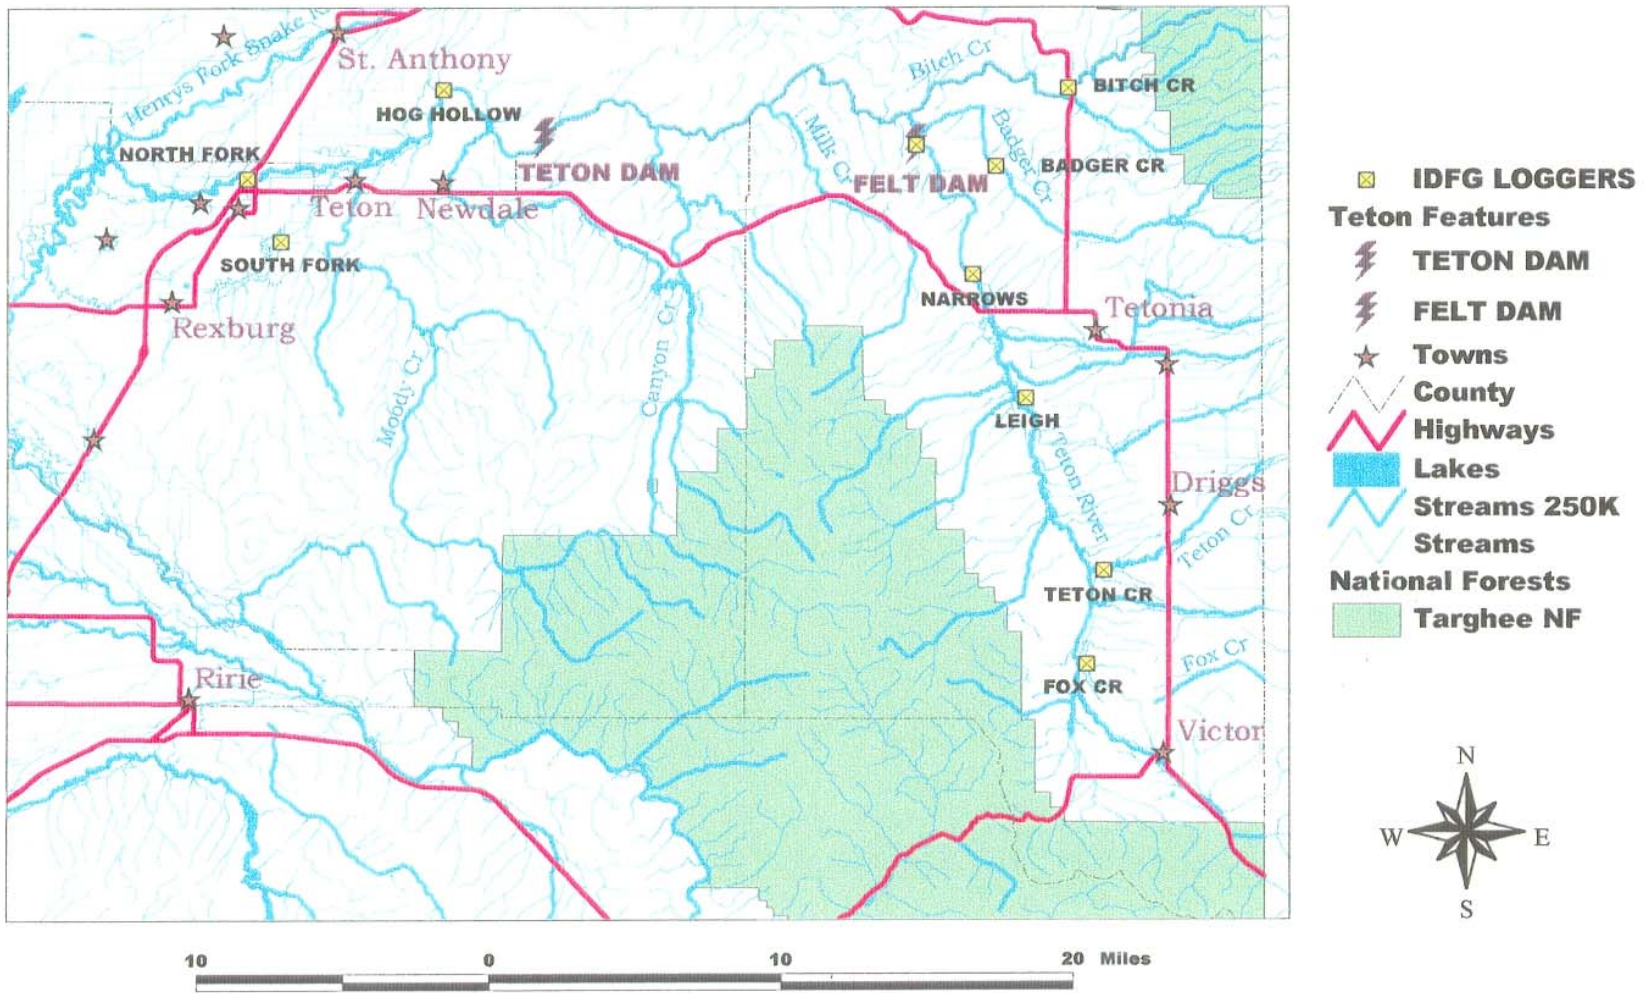 Henrys Fork Snake R
St. Anthony
Bitch Cr
BITCH CR
HOG HOLLOW
Milk Cr
Badger Cr
NORTH FORK
TETON DAM
FELT DAM
BADGER CR
Teton
Newdale
SOUTH FORK
NARROWS
Tetonia
Rexburg
Moody Cr
Canyon Cr
LEIGH
Teton River
Driggs
Teton Cr
TETON CR
Fox Cr
FOX CR
Ririe
Victor
IDFG LOGGERS
Teton Features
TETON DAM
FELT DAM
Towns
County
Highways
Lakes
Streams 250K
Streams
National Forests
Targhee NF
N
W E
S
10 0 10 20 Miles